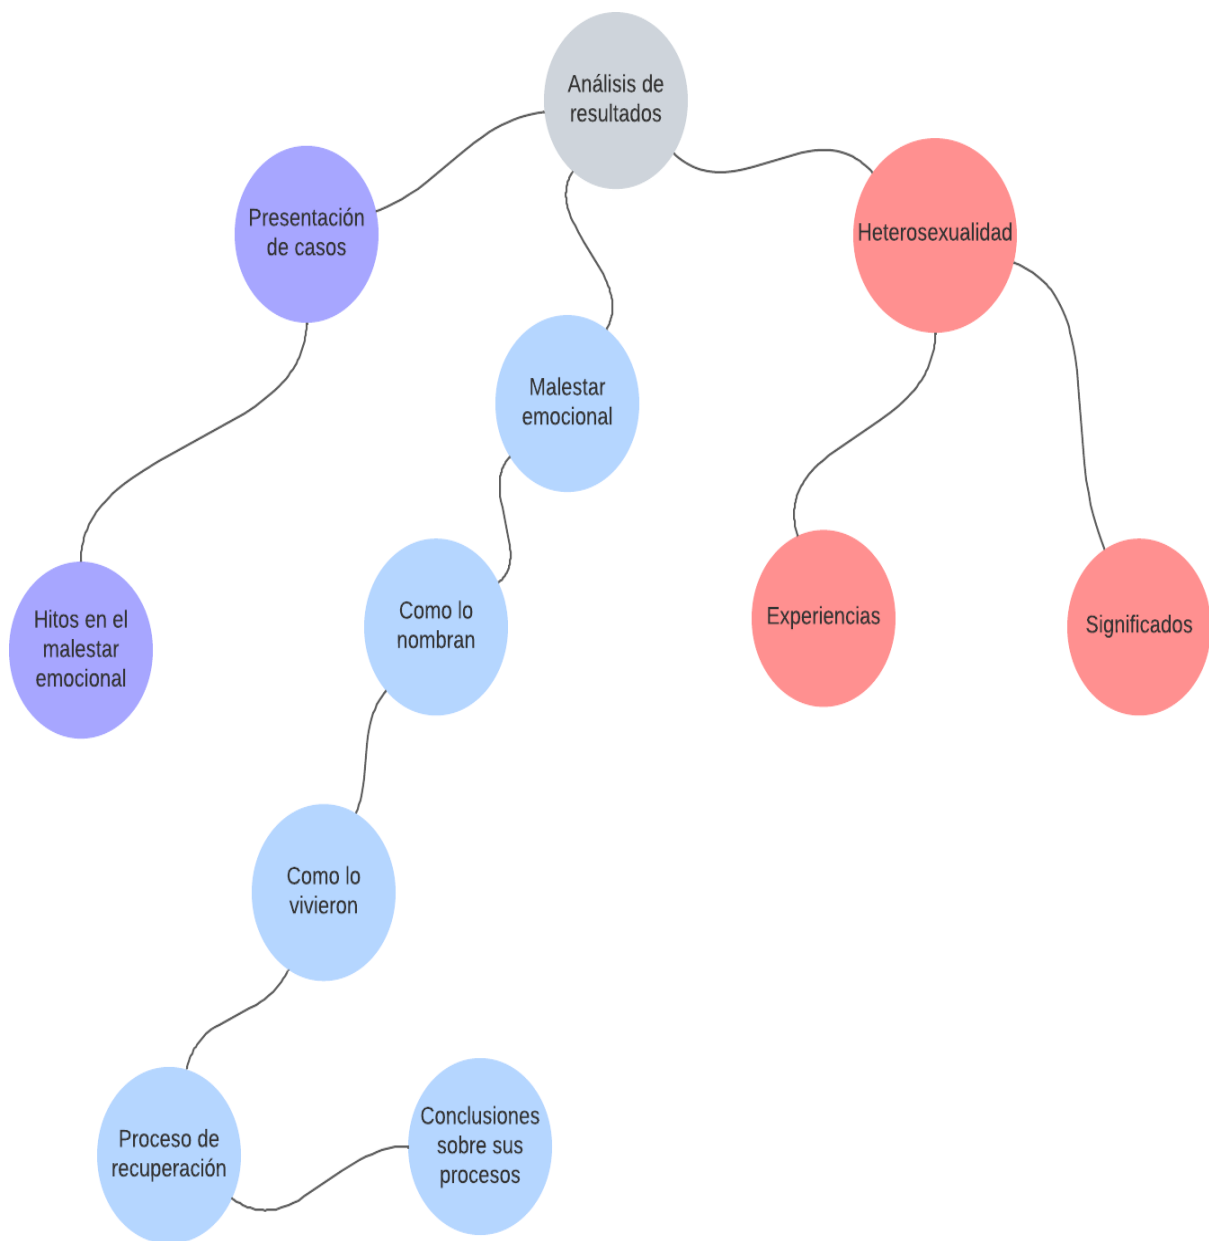 Análisis de
resultados
Presentación
de casos
Heterosexualidad
Malestar
emocional
Hitos en el
malestar
emocional
Como lo
nombran
Experiencias
Significados
Como lo
vivieron
Proceso de
recuperación
Conclusiones
sobre sus
procesos